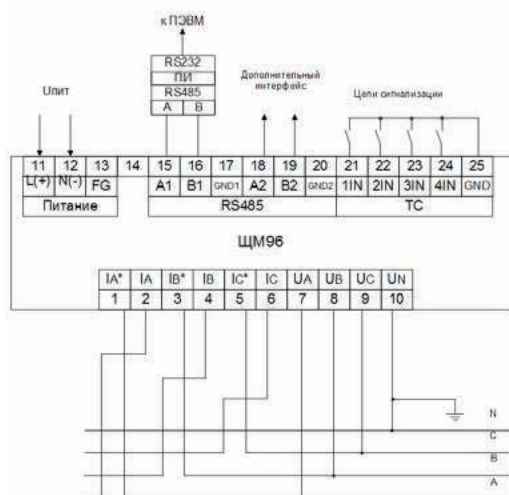 к ПЭВМ
RS232
ПИ
RS485
A B
Uпит
Дополнительный
интерфейс
Цепи сигнализации
11 12 13 14 15 16 17 18 19 20 21 22 23 24 25
L(+) N(-) FG A1 B1 GND1 A2 B2 GND2 1IN 2IN 3IN 4IN GND
Питание RS485 ТС
ЩМ96
IA* IA IB* IB IC* IC UA UB UC UN
1 2 3 4 5 6 7 8 9 10
N
C
B
A